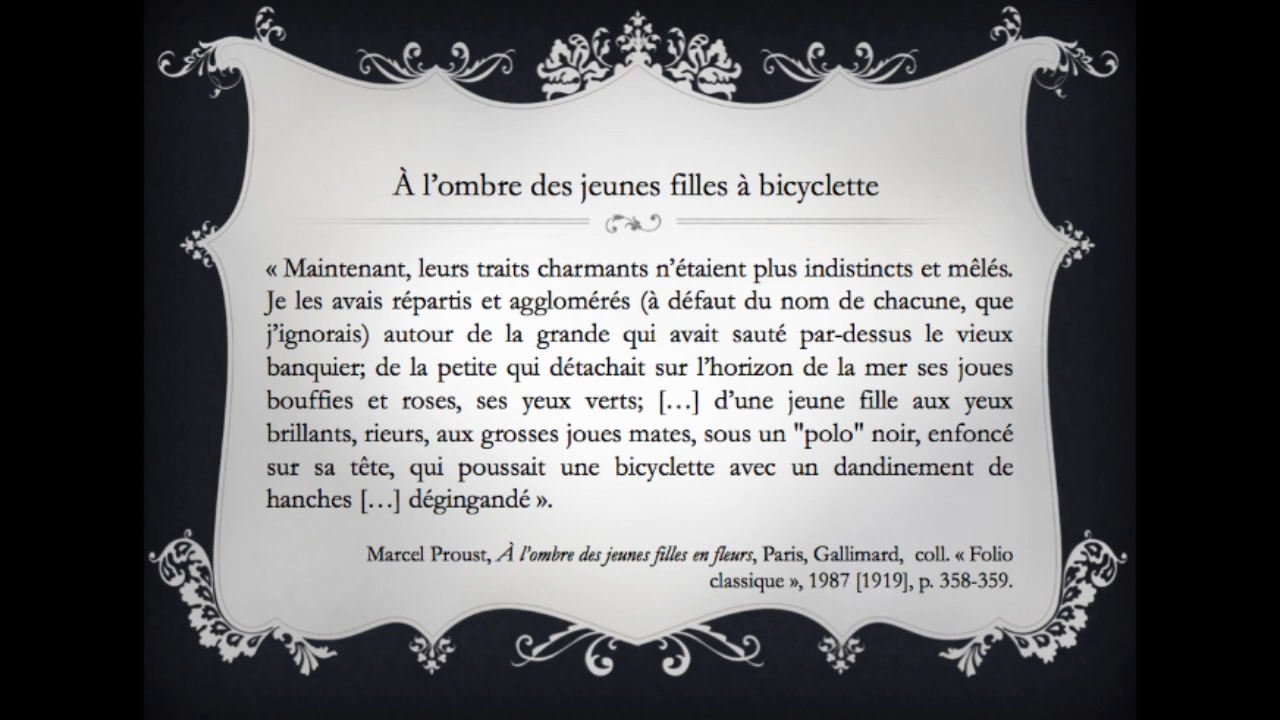 À l’ombre des jeunes filles à bicyclette
« Maintenant, leurs traits charmants n’étaient plus indistincts et mêlés.
Je les avais répartis et agglomérés (à défaut du nom de chacune, que
j’ignorais) autour de la grande qui avait sauté par-dessus le vieux
banquier; de la petite qui détachait sur l’horizon de la mer ses joues
bouffies et roses, ses yeux verts; […] d’une jeune fille aux yeux
brillants, rieurs, aux grosses joues mates, sous un "polo" noir, enfoncé
sur sa tête, qui poussait une bicyclette avec un dandinement de
hanches […] dégingandé ».
Marcel Proust, À l’ombre des jeunes filles en fleurs, Paris, Gallimard, coll. « Folio
classique », 1987 [1919], p. 358-359.